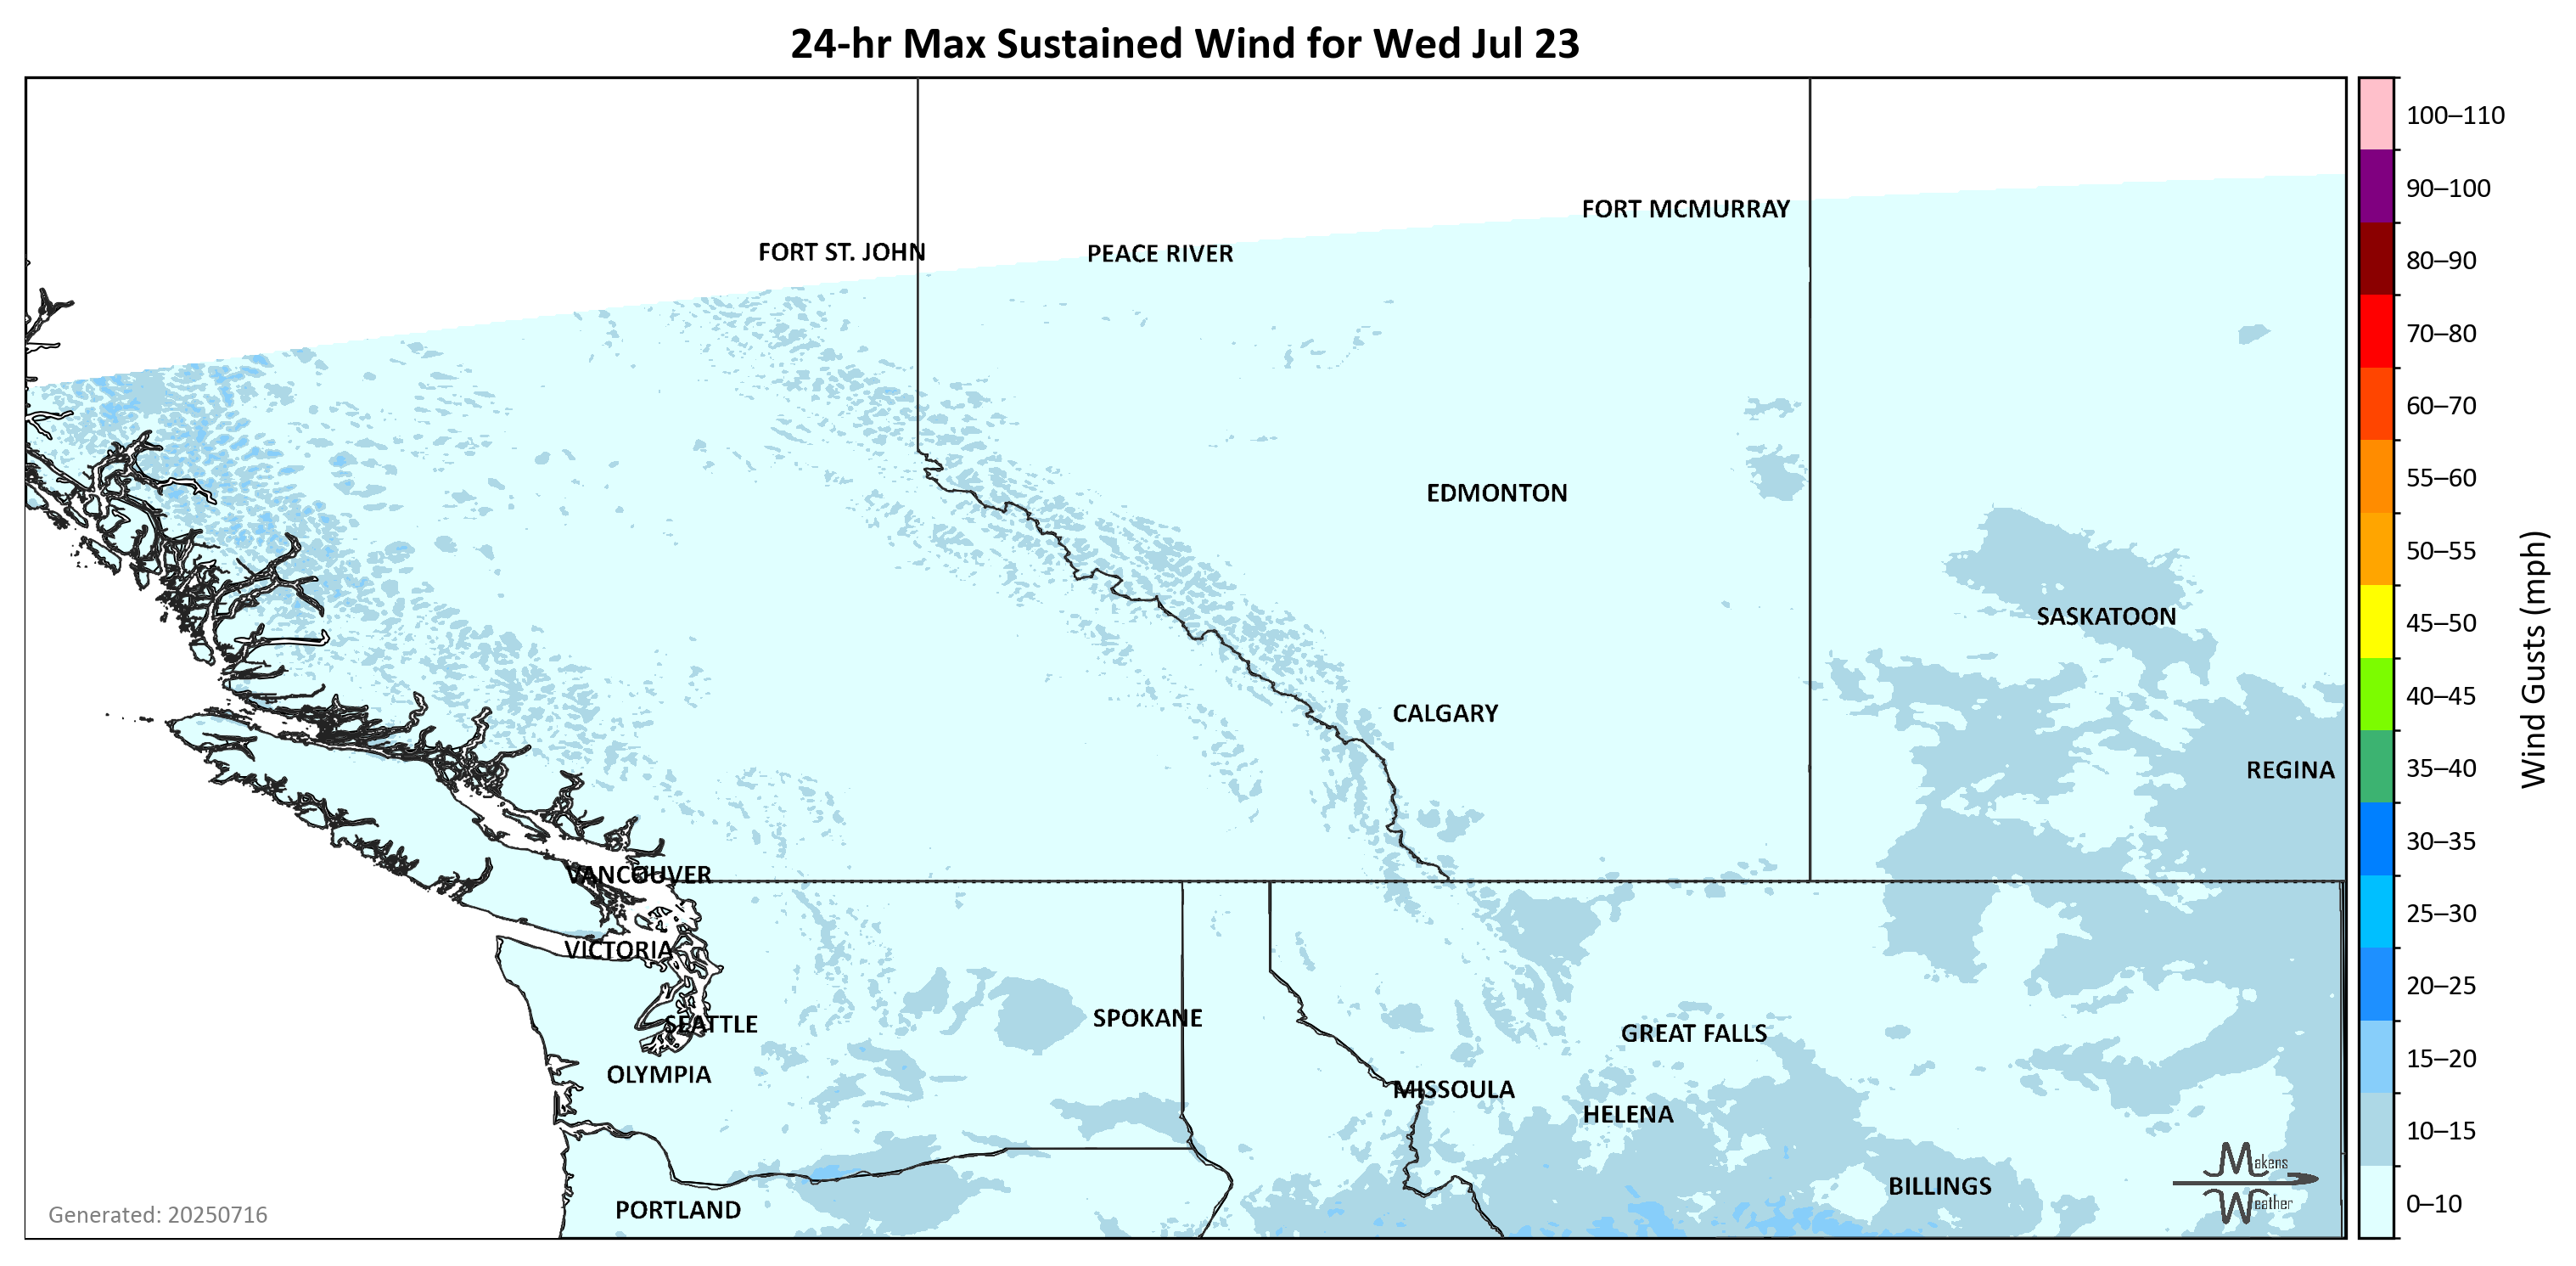 24-hr Max Sustained Wind for Wed Jul 23
FORT MCMURRAY
FORT ST. JOHN
PEACE RIVER
EDMONTON
SASKATOON
CALGARY
REGINA
VANCOUVER
VICTORIA
SEATTLE
SPOKANE
GREAT FALLS
OLYMPIA
MISSOULA
HELENA
BILLINGS
PORTLAND
Makens
Weather
Generated: 20250716
100–110
90–100
80–90
70–80
60–70
55–60
50–55
45–50
40–45
35–40
30–35
25–30
20–25
15–20
10–15
0–10
Wind Gusts (mph)